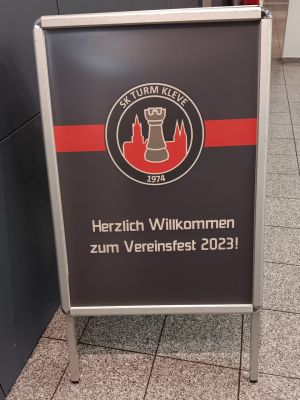 SK TURM KLEVE
1974
Herzlich Willkommen
zum Vereinsfest 2023!